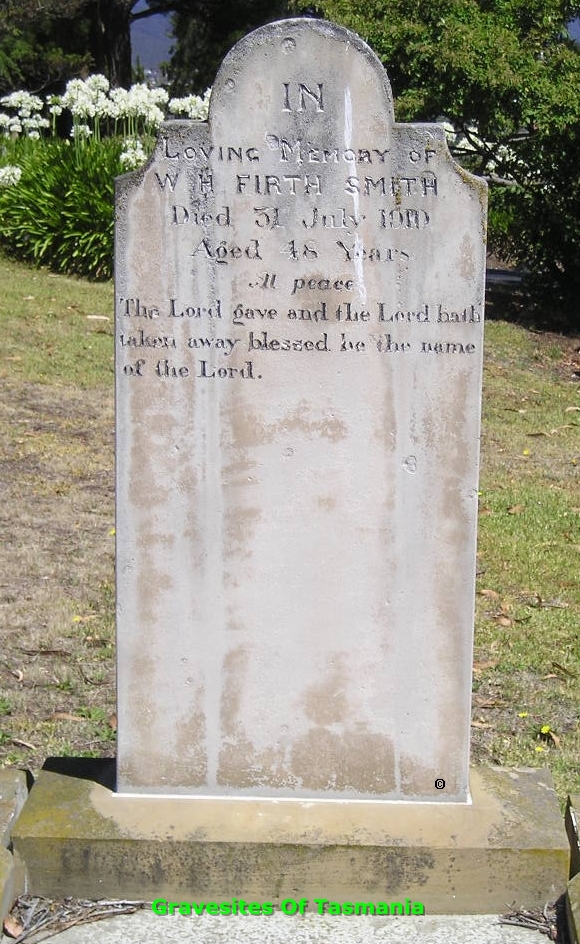 IN
LOVING MEMORY OF
W H FIRTH SMITH
Died 31 July 1910
Aged 48 Years
At peace
The Lord gave and the Lord hath
taken away blessed be the name
of the Lord.
©
Gravesites Of Tasmania